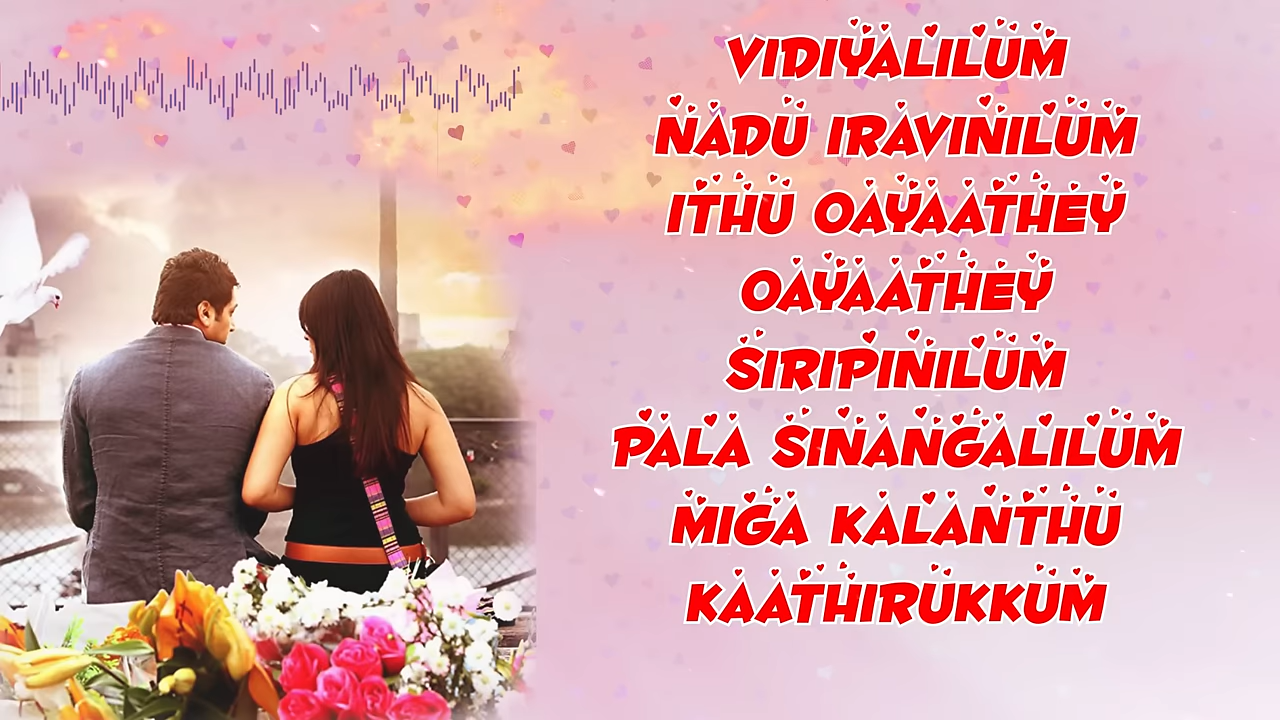 VIDIYALILUM
NADU IRAVINILUM
ITHU OAYAATHEY
OAYAATHEY
SIRIPINILUM
PALA SINANGALILUM
MIGA KALANTHU
KAATHIRUKKUM